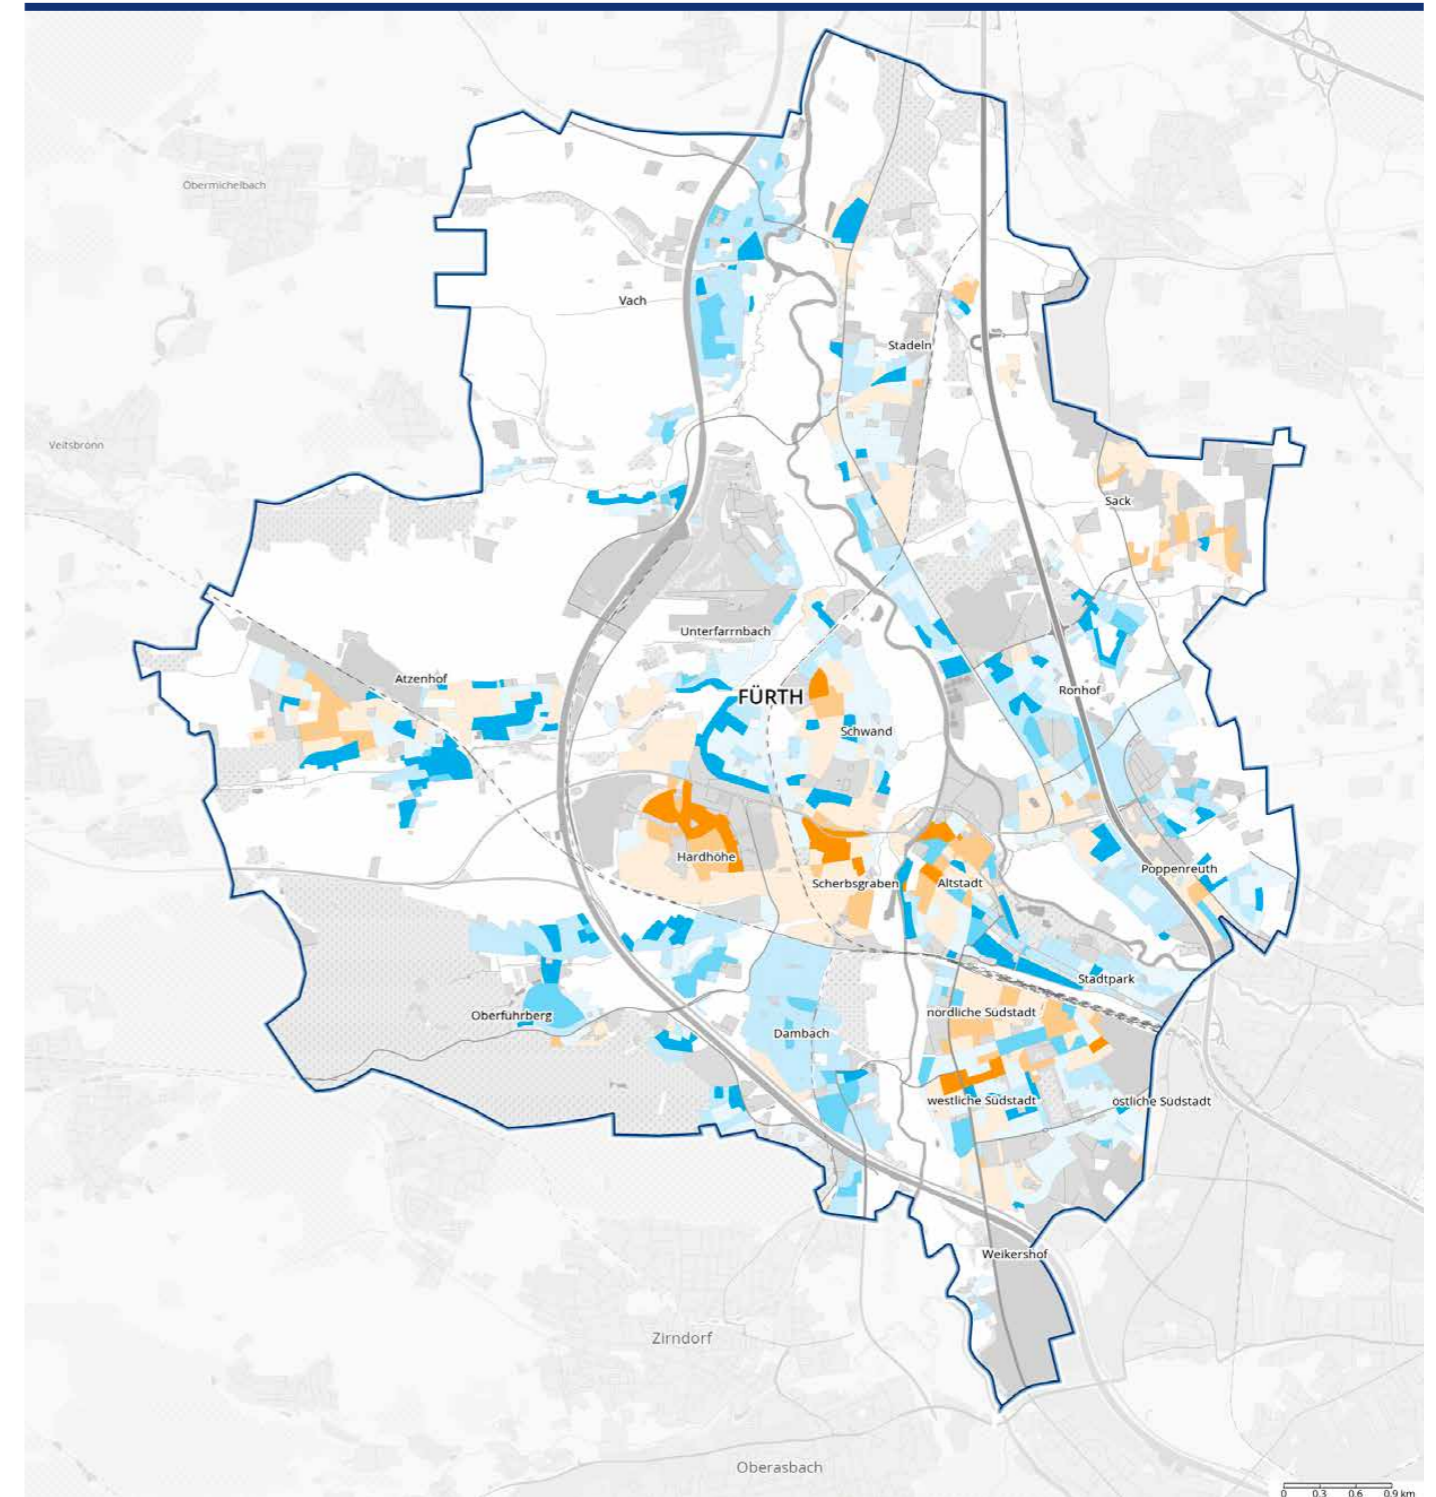 Obermichelbach
Vach
Stadeln
Veitsbronn
Sack
Unterfarrnbach
Atzenhof
FÜRTH
Ronhof
Schwand
Hardhöhe
Poppenreuth
Scherbsgraben
Altstadt
Stadtpark
Oberfürberg
nördliche Südstadt
Dambach
westliche Südstadt
östliche Südstadt
Weikershof
Zirndorf
Oberasbach
0 0.3 0.6 0.9 km